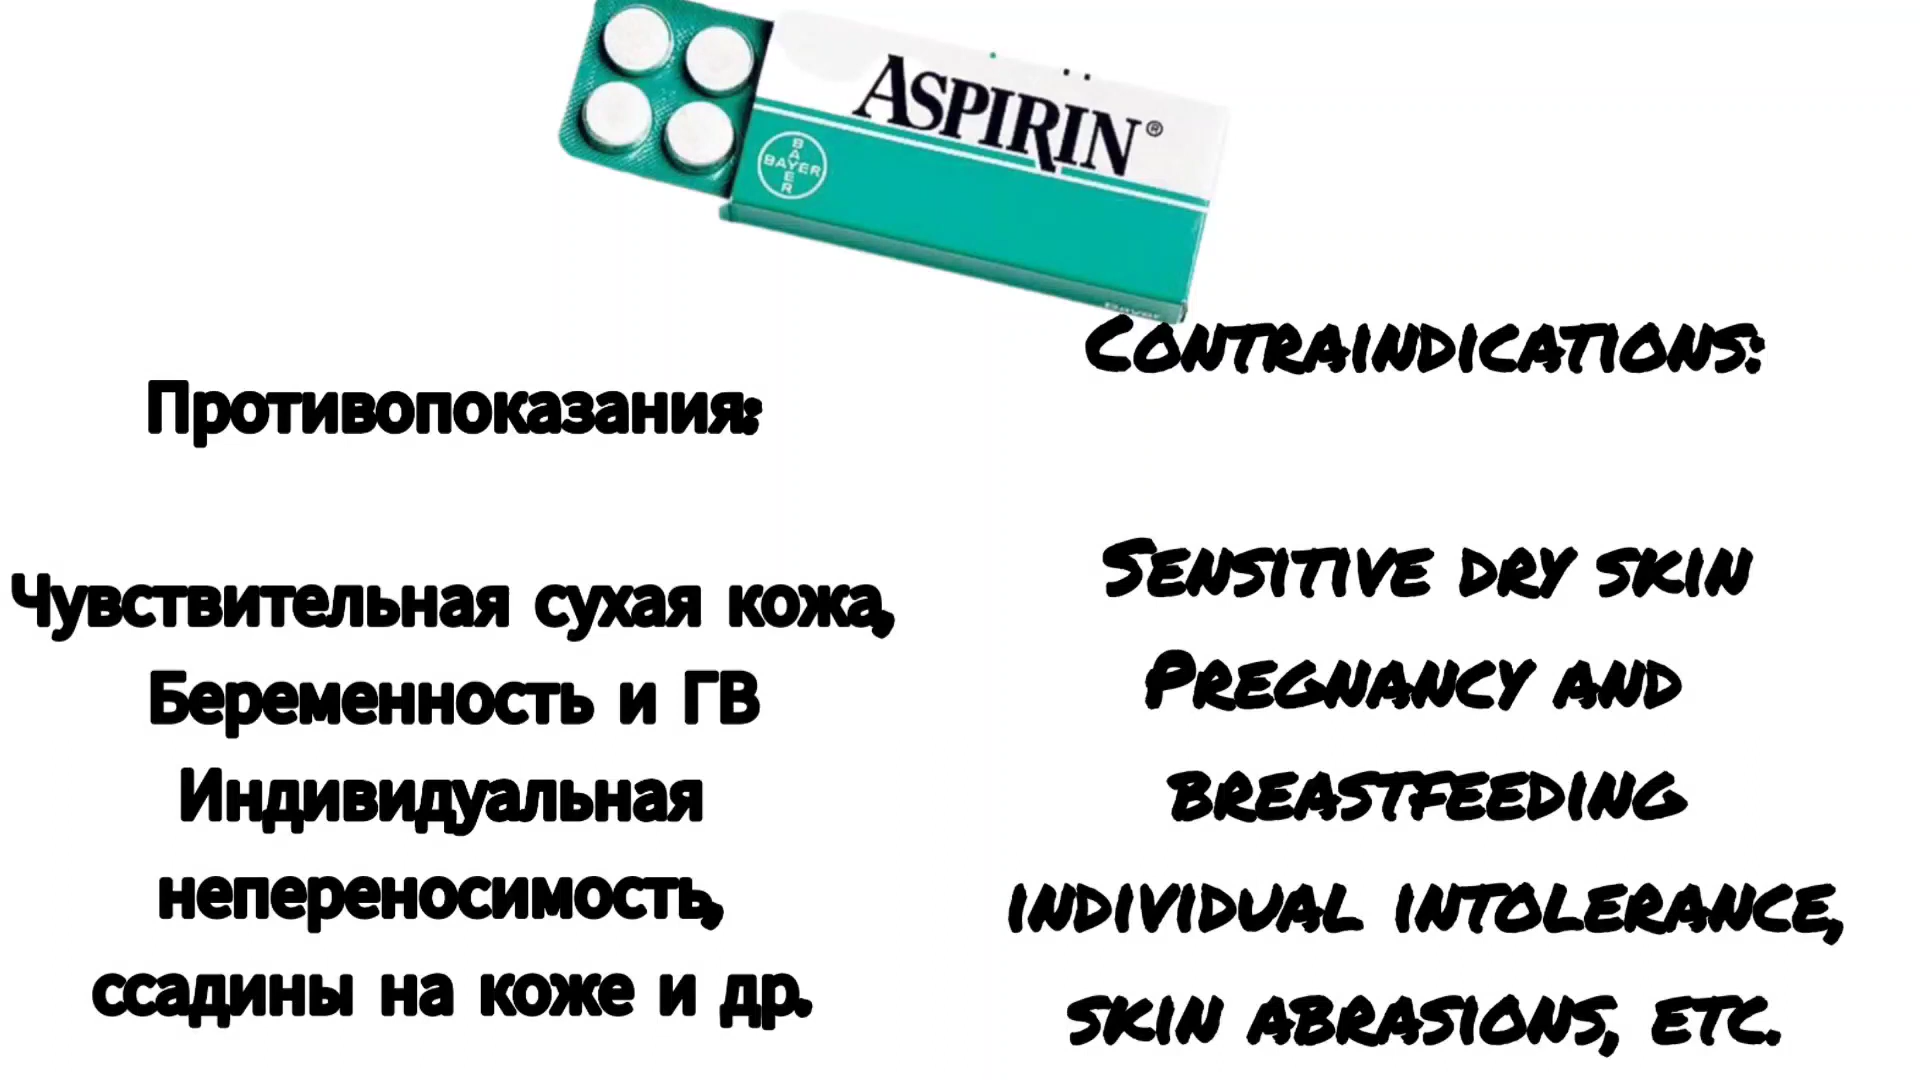 ASPIRIN®
BAYER
BAYER
Противопоказания:
Чувствительная сухая кожа,
Беременность и ГВ
Индивидуальная
непереносимость,
ссадины на коже и др.
Contraindications:
Sensitive dry skin
Pregnancy and
breastfeeding
individual intolerance,
skin abrasions, etc.